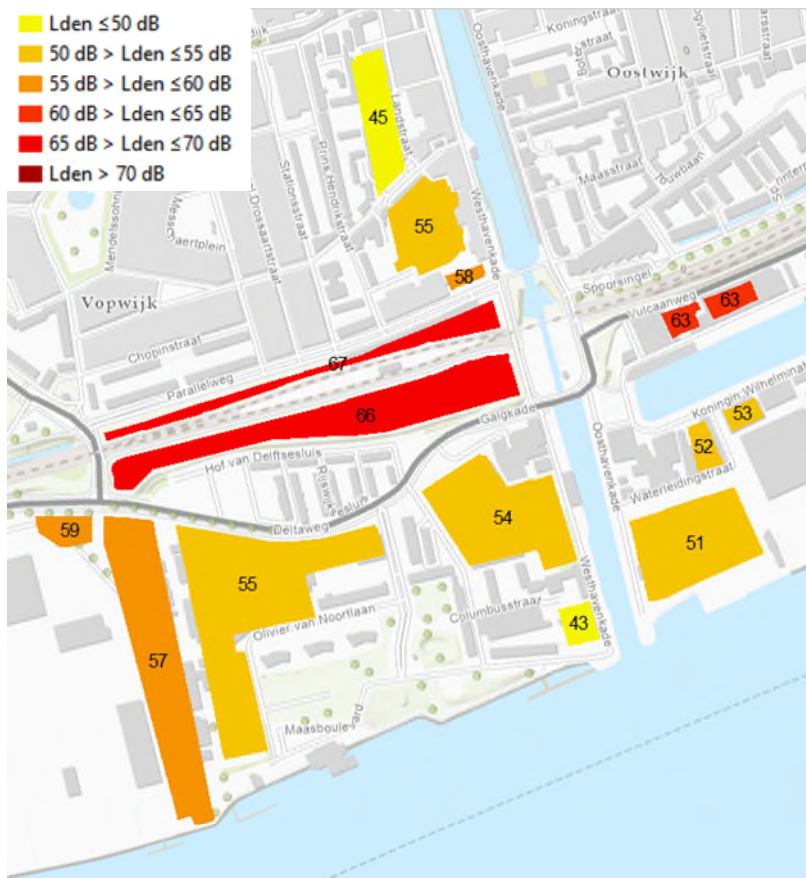 Lden ≤50 dB
50 dB > Lden ≤55 dB
55 dB > Lden ≤60 dB
60 dB > Lden ≤65 dB
65 dB > Lden ≤70 dB
Lden > 70 dB
Oosthavenkade
Koningstraat
Oostwijk
45
Landstraat
Maasstraat
Prins Hendrikstraat
Stationsstraat
Westhavenkade
55
58
Spoorsingel
Vopwijk
Vulcaanweg
63
63
Chopinstraat
Parallelweg
67
66
Galgkade
Koningin Wilhelmina
53
52
Hof van Delftsesluis
Oosthavenkade
Waterleidingstraat
Deltaweg
54
59
51
55
Westhavenkade
Columbusstraat
43
Olivier van Noortlaan
57
Maasboulevard